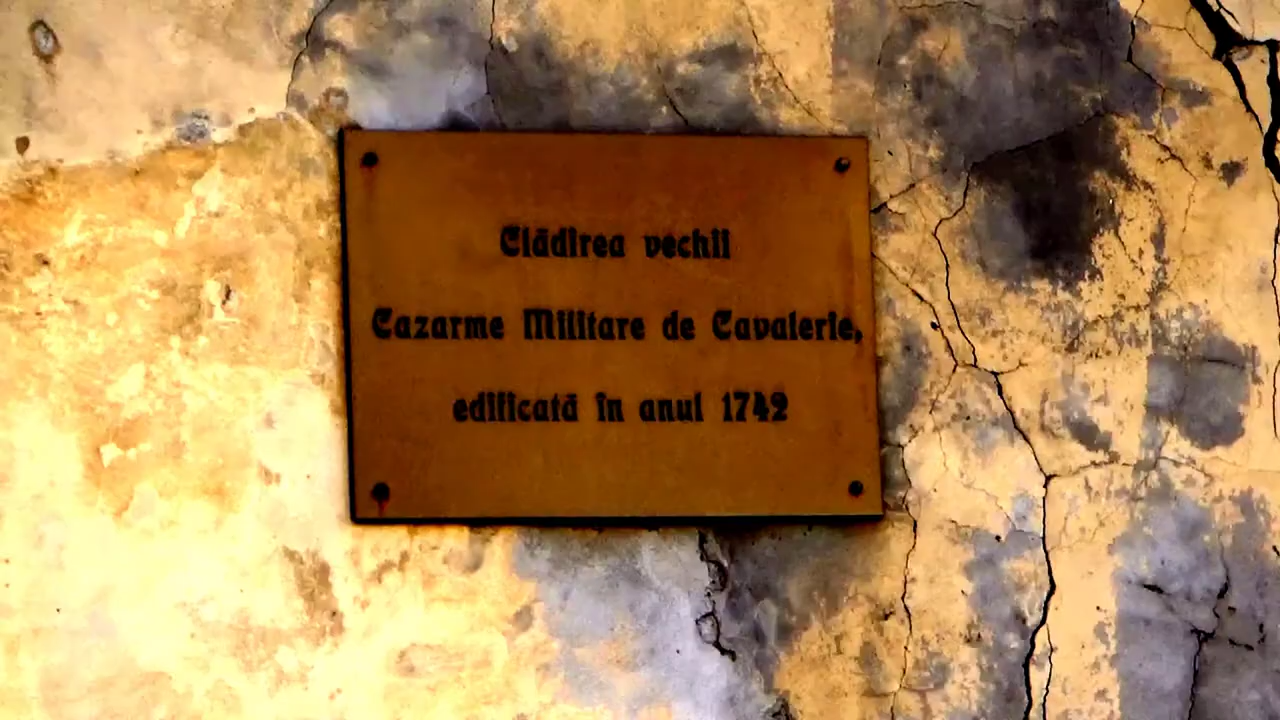 Clădirea vechii
Cazarme Militare de Cavalerie,
edificată în anul 1742